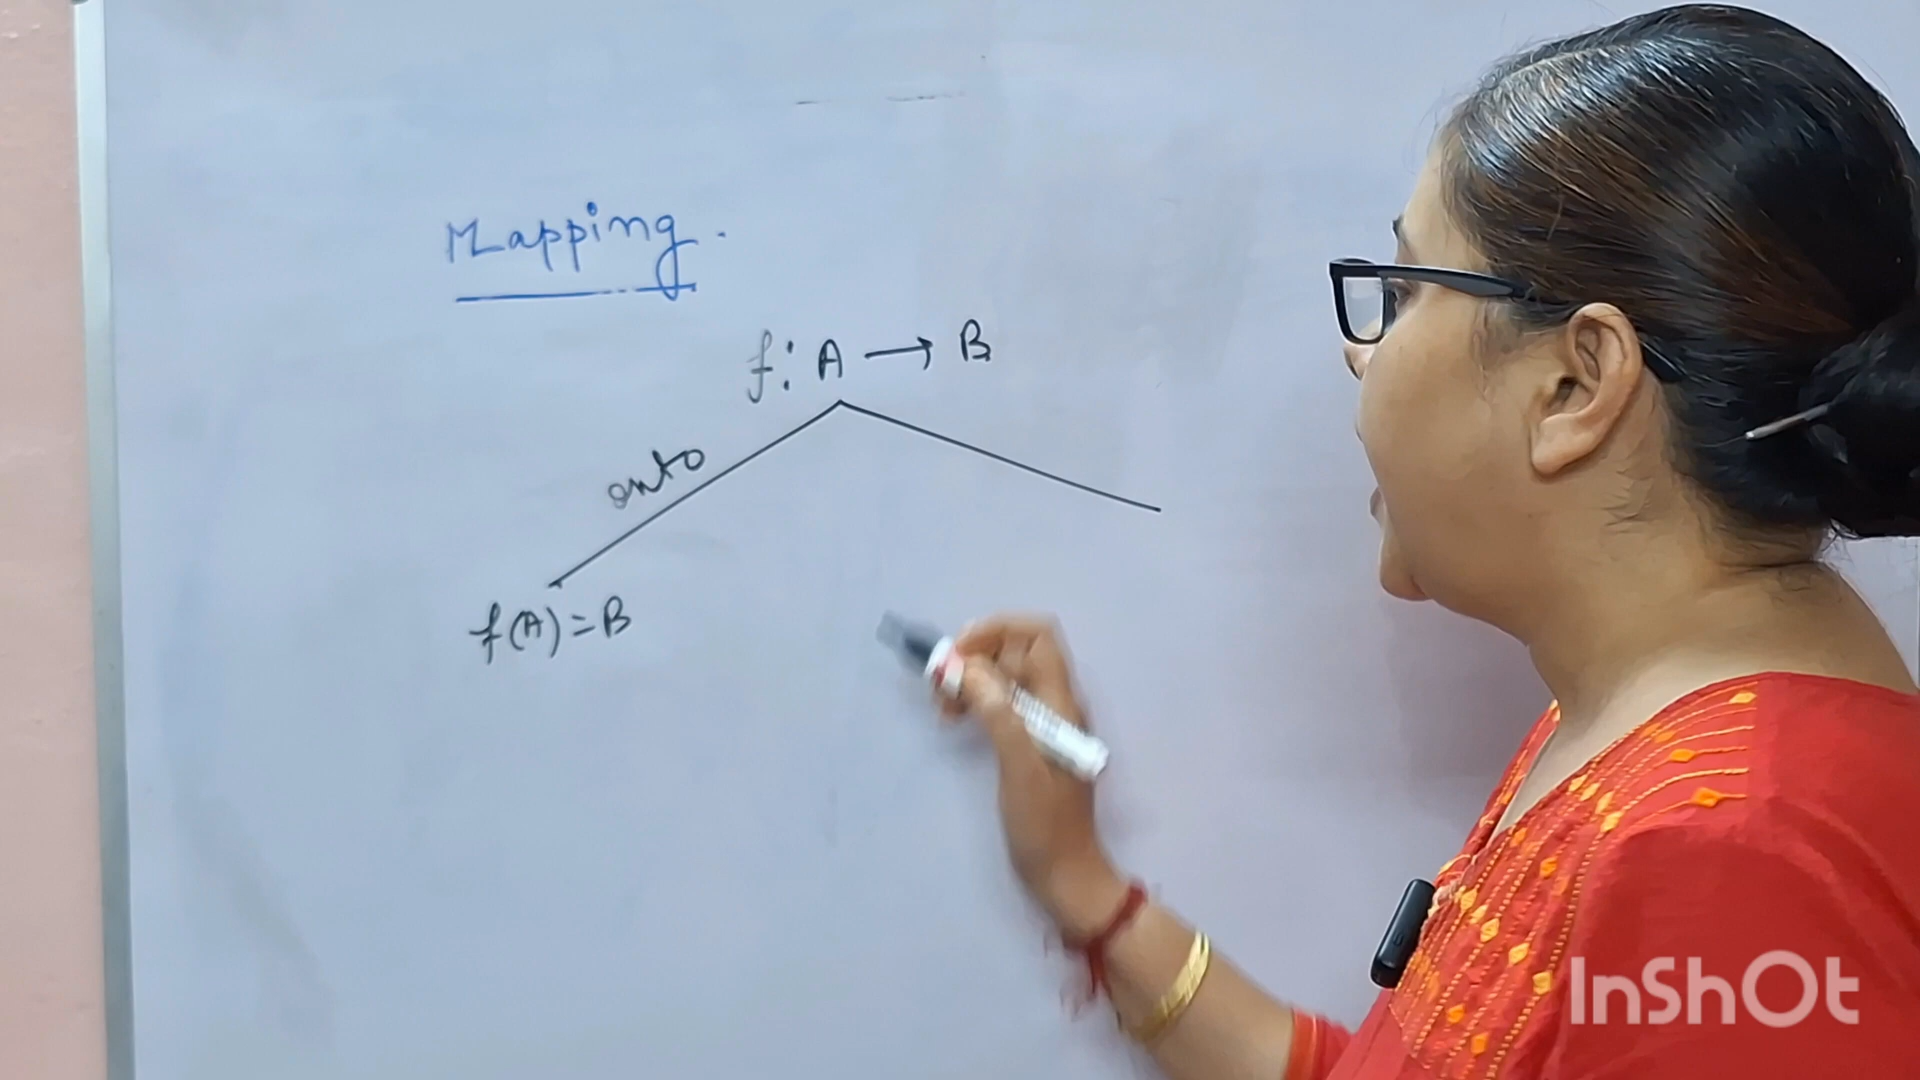 Mapping.
f: A → B
onto
f(A) = B
InShOt